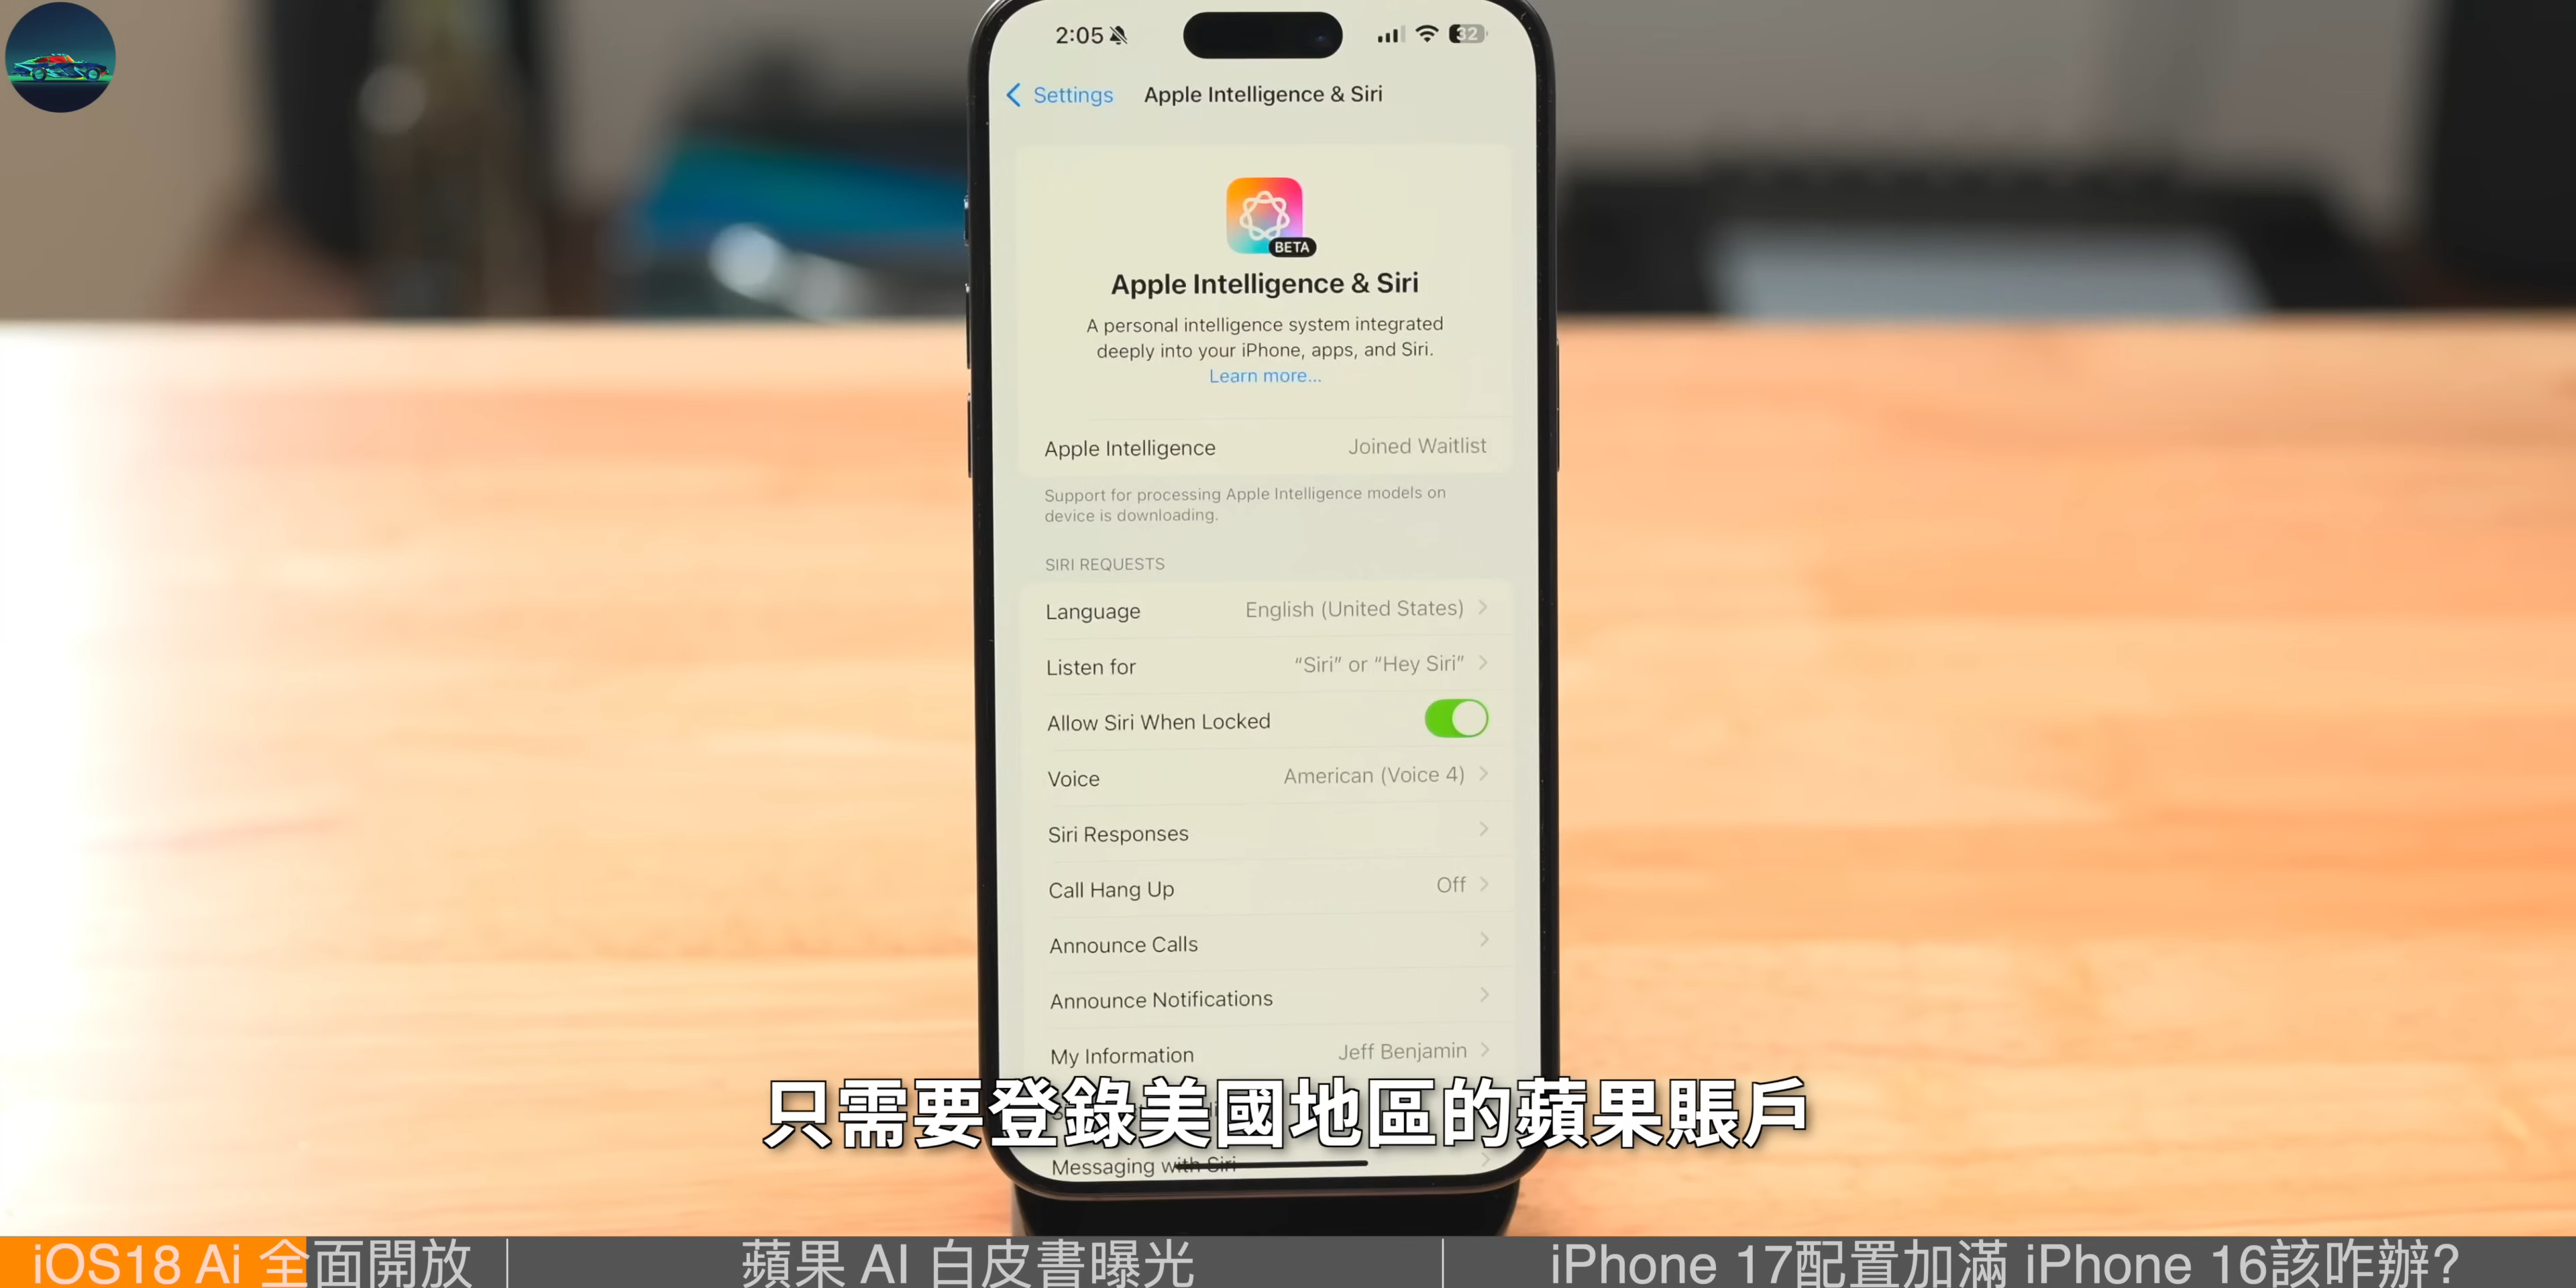 2:05
32
Settings
Apple Intelligence & Siri
BETA
Apple Intelligence & Siri
A personal intelligence system integrated
deeply into your iPhone, apps, and Siri.
Learn more...
Apple Intelligence Joined Waitlist
Support for processing Apple Intelligence models on
device is downloading.
SIRI REQUESTS
Language English (United States)
Listen for “Siri” or “Hey Siri”
Allow Siri When Locked
Voice American (Voice 4)
Siri Responses
Call Hang Up Off
Announce Calls
Announce Notifications
My Information Jeff Benjamin
只需要登錄美國地區的蘋果賬戶
Messaging with Siri
iOS18 Ai 全面開放
蘋果 AI 白皮書曝光
iPhone 17配置加滿 iPhone 16該咋辦?